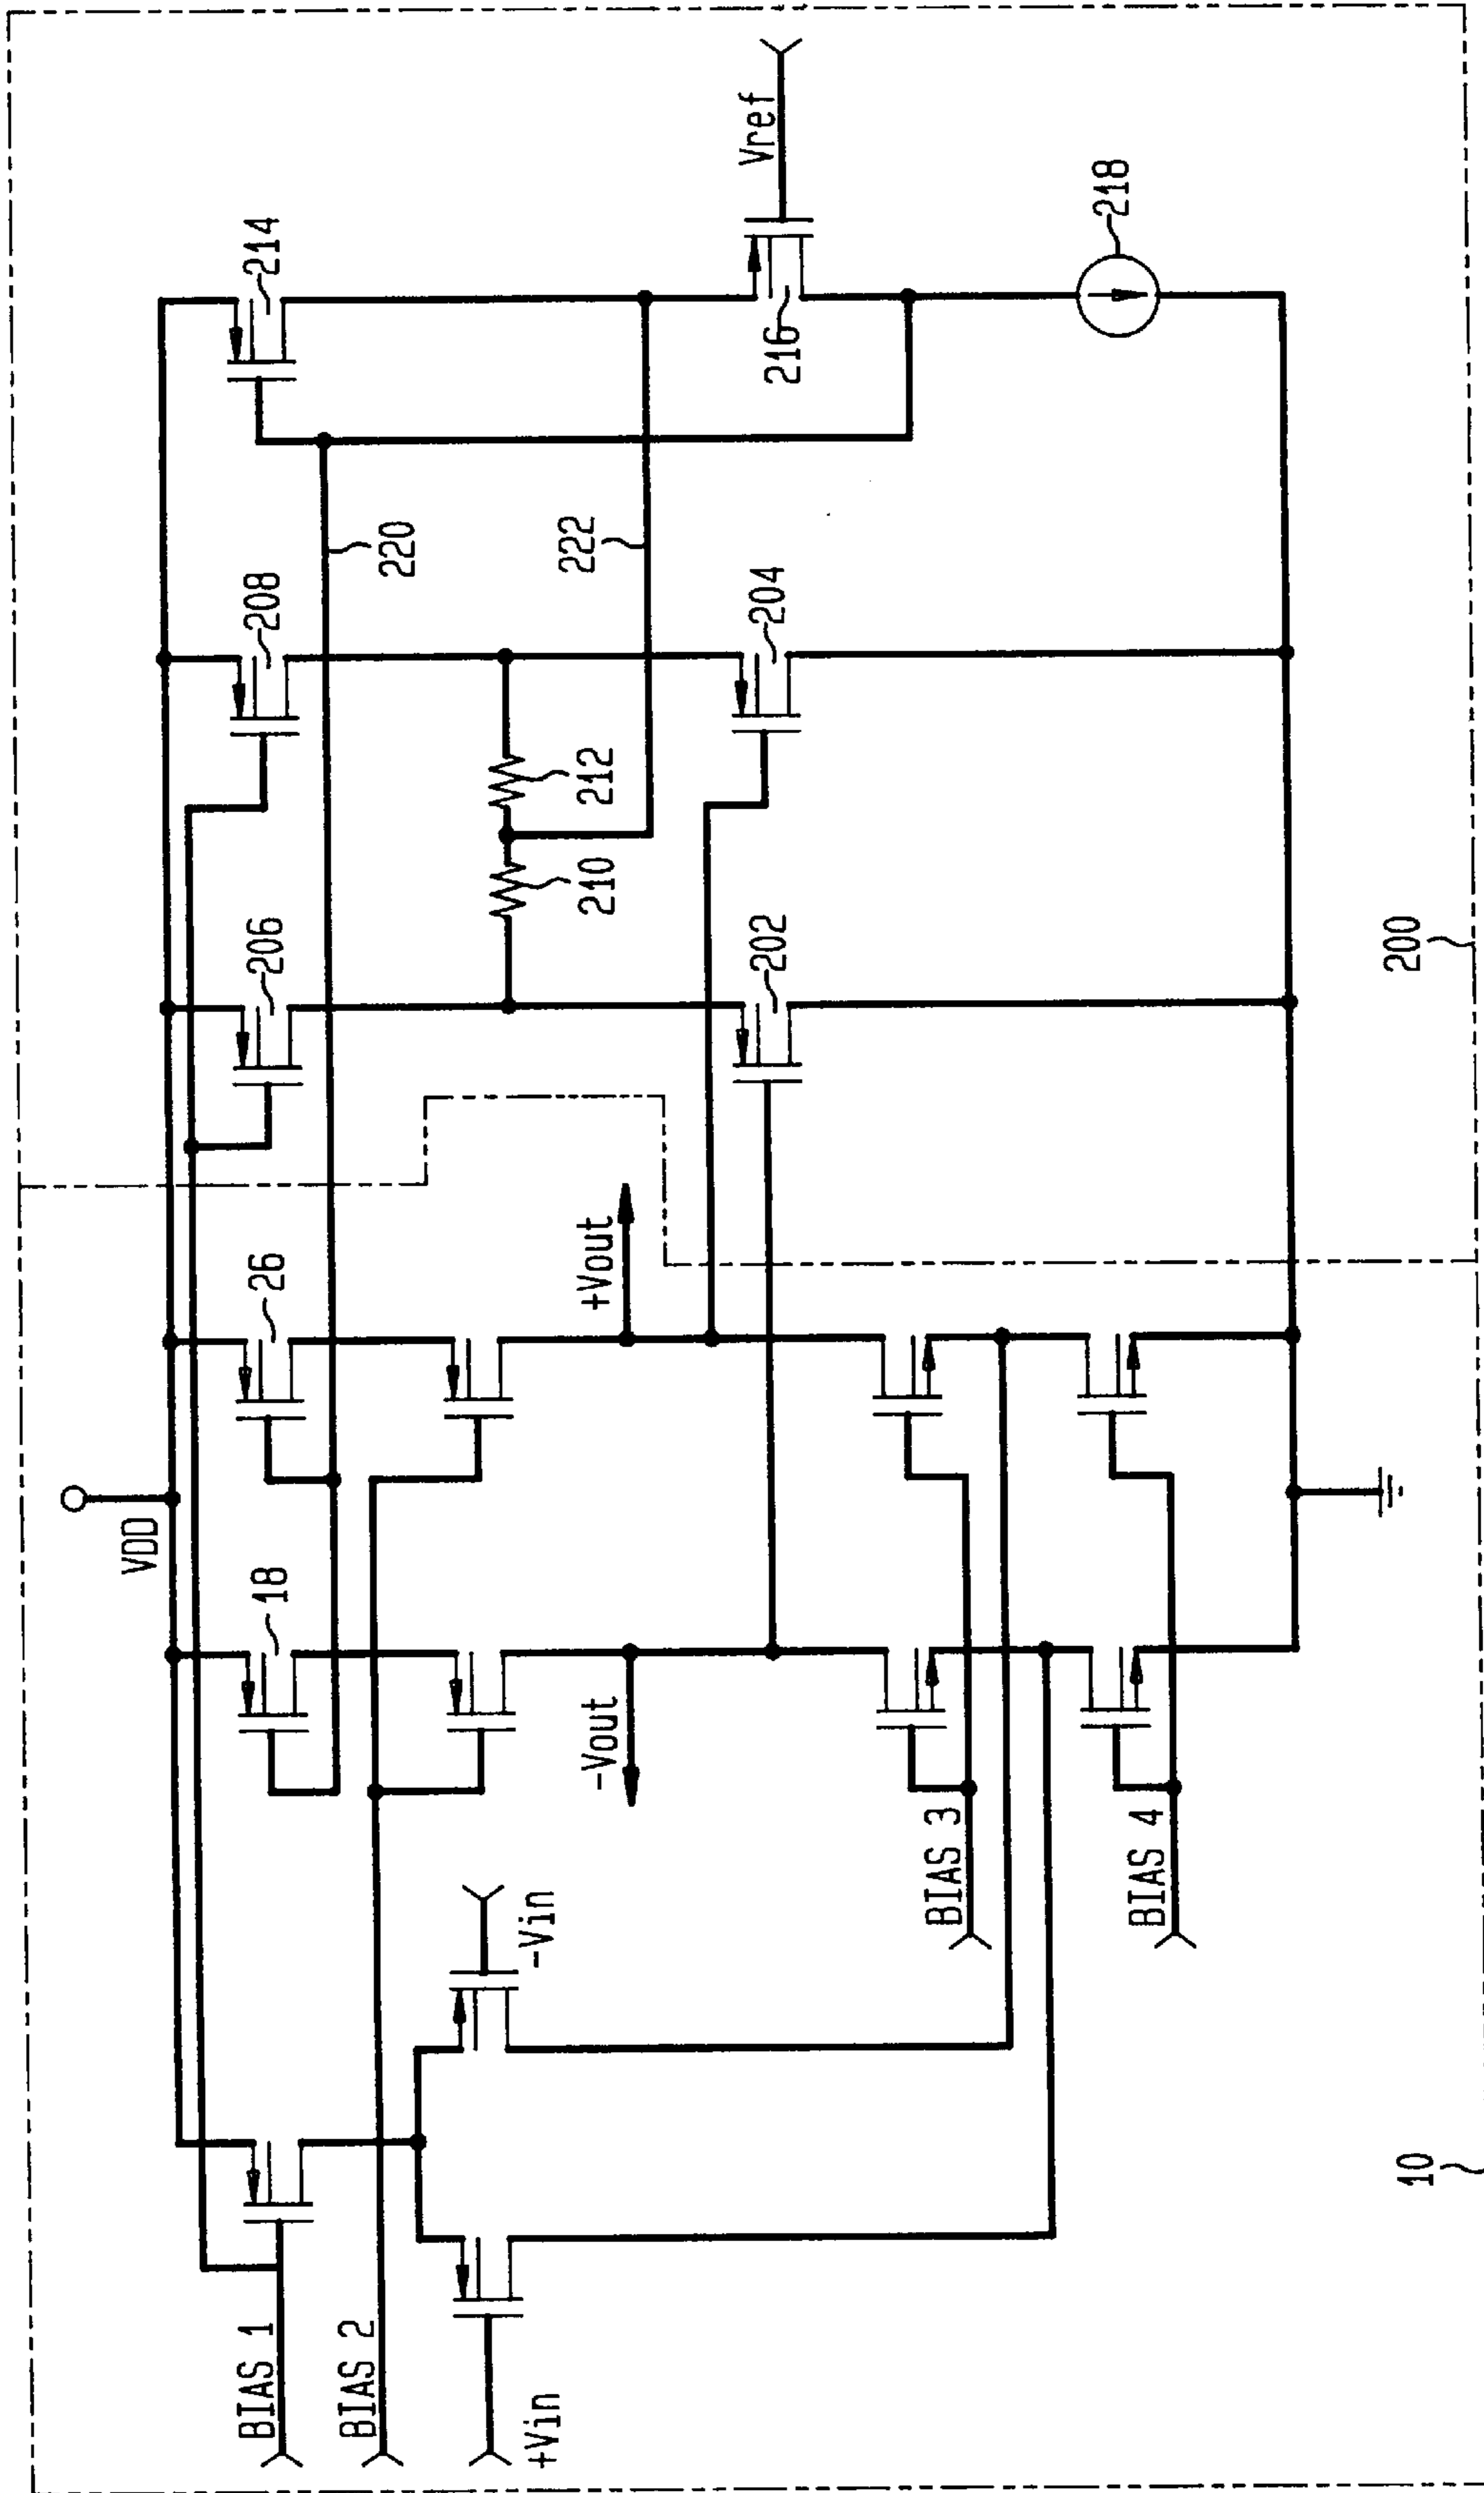 VDD
BIAS 1
BIAS 2
+Vin
-Vin
18
26
-Vout
+Vout
BIAS 3
BIAS 4
10
206
208
214
220
222
210
212
202
204
216
Vref
218
200